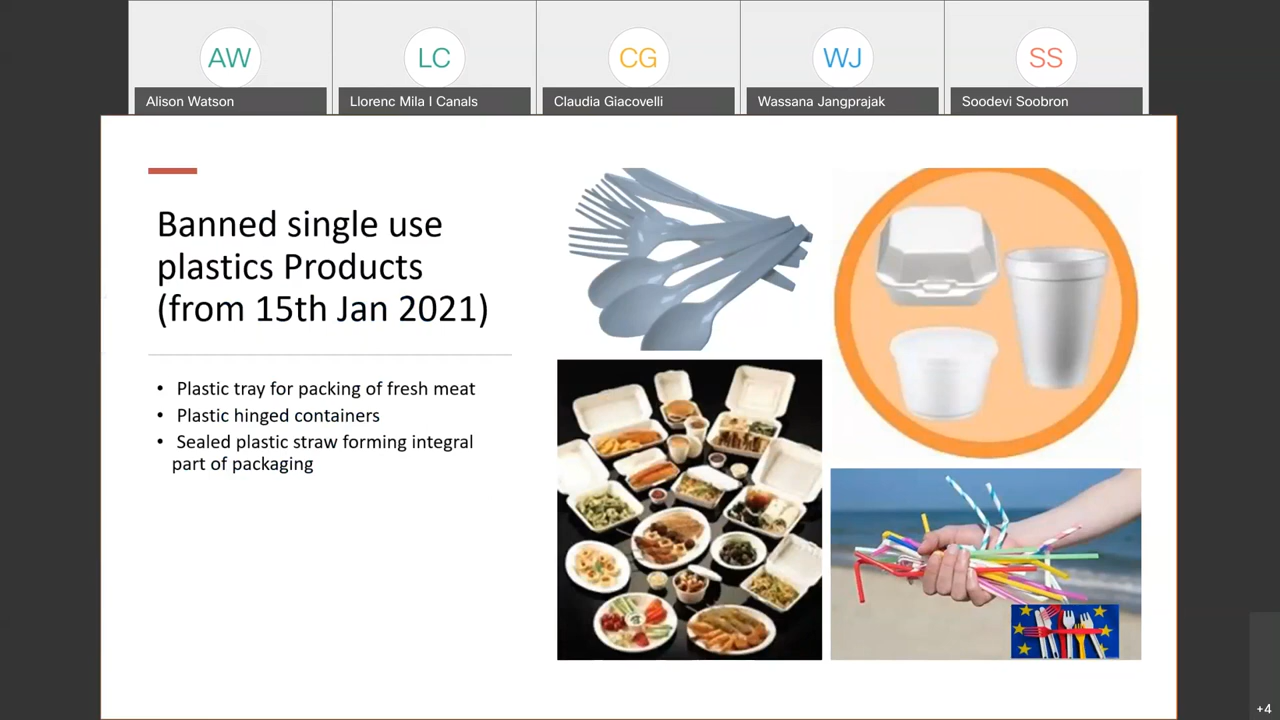 AW
LC
CG
WJ
SS
Alison Watson
Llorenc Mila I Canals
Claudia Giacovelli
Wassana Jangprajak
Soodevi Soobron
Banned single use
plastics Products
(from 15th Jan 2021)
• Plastic tray for packing of fresh meat
• Plastic hinged containers
• Sealed plastic straw forming integral
part of packaging
+4